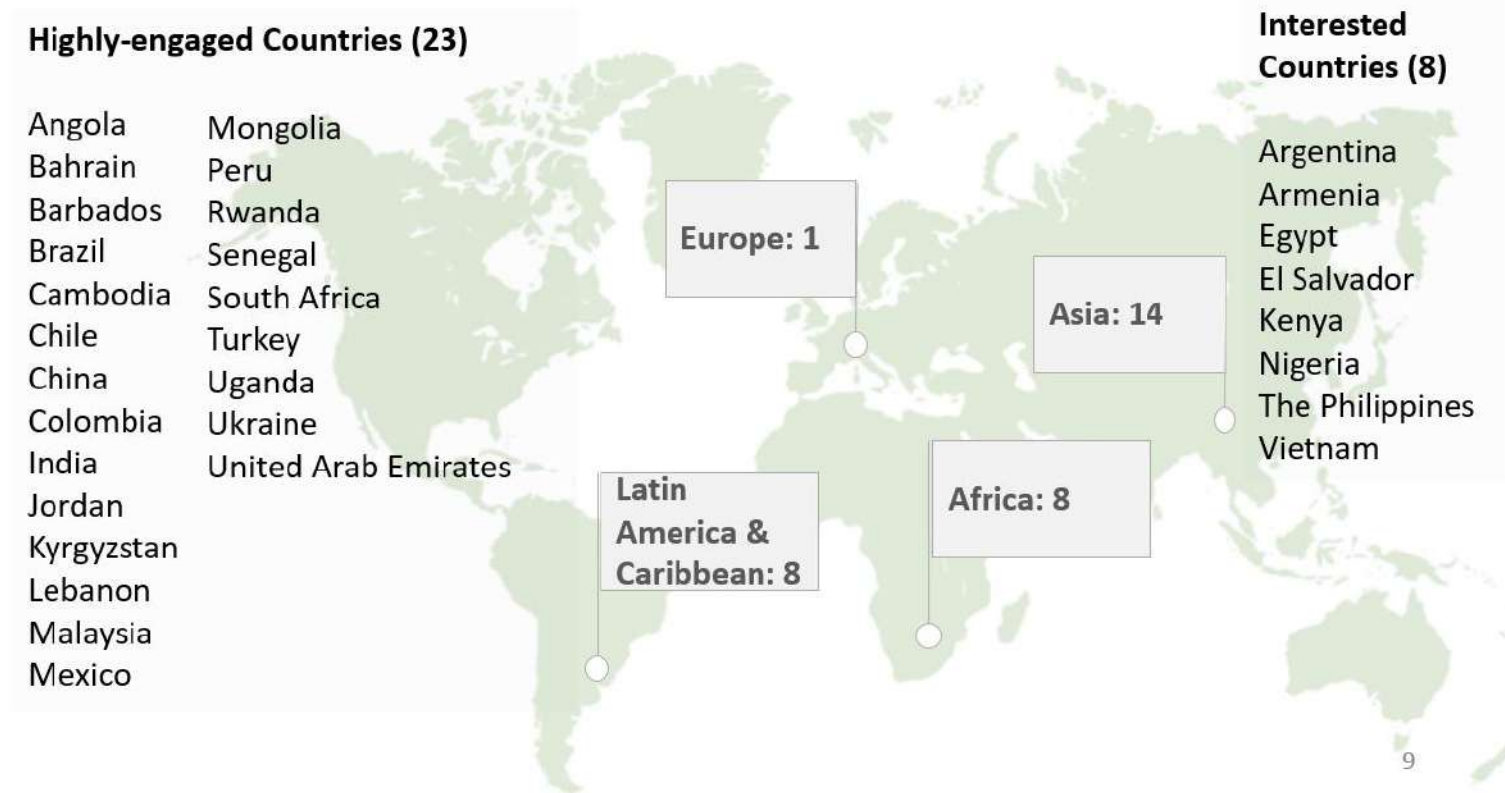 Highly-engaged Countries (23)
Angola
Bahrain
Barbados
Brazil
Cambodia
Chile
China
Colombia
India
Jordan
Kyrgyzstan
Lebanon
Malaysia
Mexico
Mongolia
Peru
Rwanda
Senegal
South Africa
Turkey
Uganda
Ukraine
United Arab Emirates
Europe: 1
Latin
America &
Caribbean: 8
Africa: 8
Asia: 14
Interested
Countries (8)
Argentina
Armenia
Egypt
El Salvador
Kenya
Nigeria
The Philippines
Vietnam
9